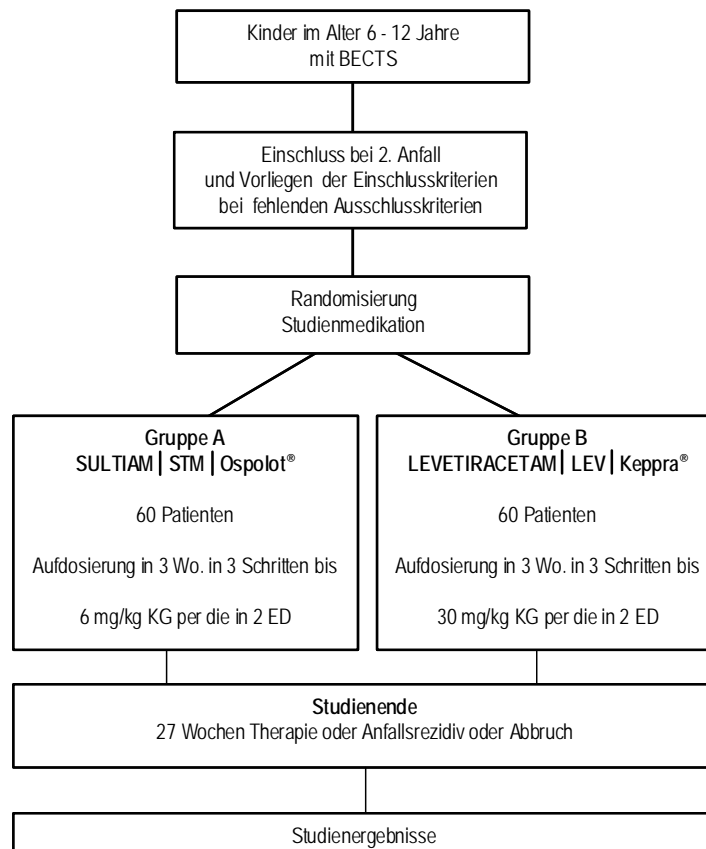 Kinder im Alter 6 - 12 Jahre
mit BECTS
Einschluss bei 2. Anfall
und Vorliegen der Einschlusskriterien
bei fehlenden Ausschlusskriterien
Randomisierung
Studienmedikation
Gruppe A
SULTIAM | STM | Ospolot®
60 Patienten
Aufdosierung in 3 Wo. in 3 Schritten bis
6 mg/kg KG per die in 2 ED
Gruppe B
LEVETIRACETAM | LEV | Keppra®
60 Patienten
Aufdosierung in 3 Wo. in 3 Schritten bis
30 mg/kg KG per die in 2 ED
Studienende
27 Wochen Therapie oder Anfallsrezidiv oder Abbruch
Studienergebnisse